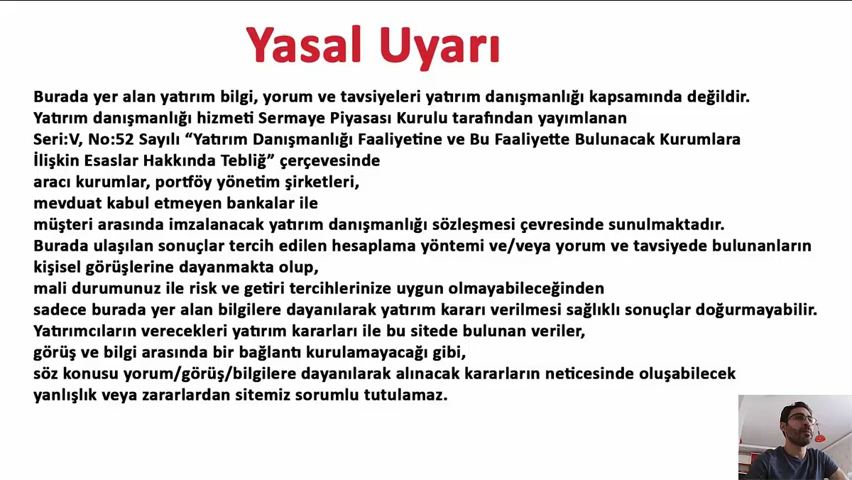 Yasal Uyarı
Burada yer alan yatırım bilgi, yorum ve tavsiyeleri yatırım danışmanlığı kapsamında değildir.
Yatırım danışmanlığı hizmeti Sermaye Piyasası Kurulu tarafından yayımlanan
Seri:V, No:52 Sayılı “Yatırım Danışmanlığı Faaliyetine ve Bu Faaliyette Bulunacak Kurumlara
İlişkin Esaslar Hakkında Tebliğ” çerçevesinde
aracı kurumlar, portföy yönetim şirketleri,
mevduat kabul etmeyen bankalar ile
müşteri arasında imzalanacak yatırım danışmanlığı sözleşmesi çevresinde sunulmaktadır.
Burada ulaşılan sonuçlar tercih edilen hesaplama yöntemi ve/veya yorum ve tavsiyede bulunanların
kişisel görüşlerine dayanmakta olup,
mali durumunuz ile risk ve getiri tercihlerinize uygun olmayabileceğinden
sadece burada yer alan bilgilere dayanılarak yatırım kararı verilmesi sağlıklı sonuçlar doğurmayabilir.
Yatırımcıların verecekleri yatırım kararları ile bu sitede bulunan veriler,
görüş ve bilgi arasında bir bağlantı kurulamayacağı gibi,
söz konusu yorum/görüş/bilgilere dayanılarak alınacak kararların neticesinde oluşabilecek
yanlışlık veya zararlardan sitemiz sorumlu tutulamaz.